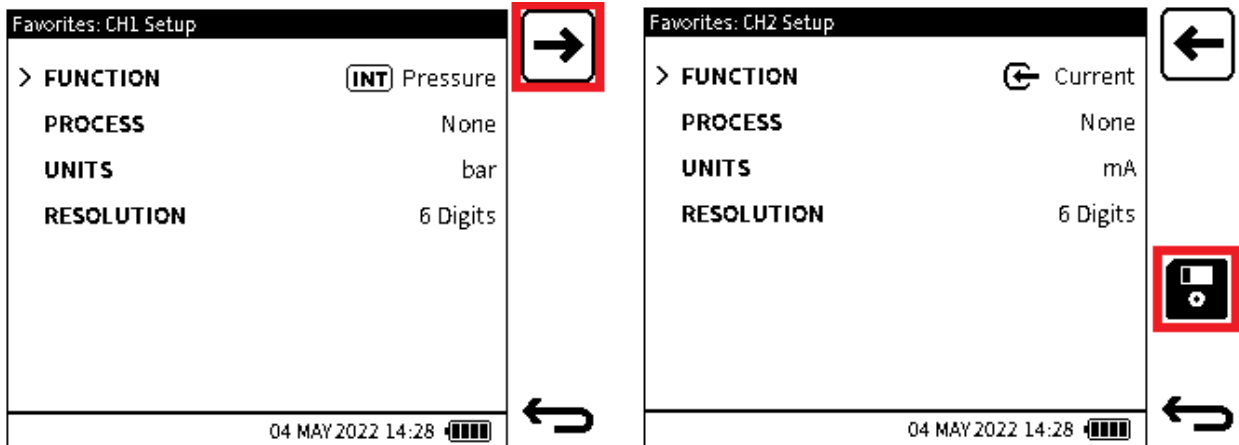 Favorites: CH1 Setup
> FUNCTION INT Pressure
PROCESS None
UNITS bar
RESOLUTION 6 Digits
04 MAY 2022 14:28
Favorites: CH2 Setup
> FUNCTION Current
PROCESS None
UNITS mA
RESOLUTION 6 Digits
04 MAY 2022 14:28